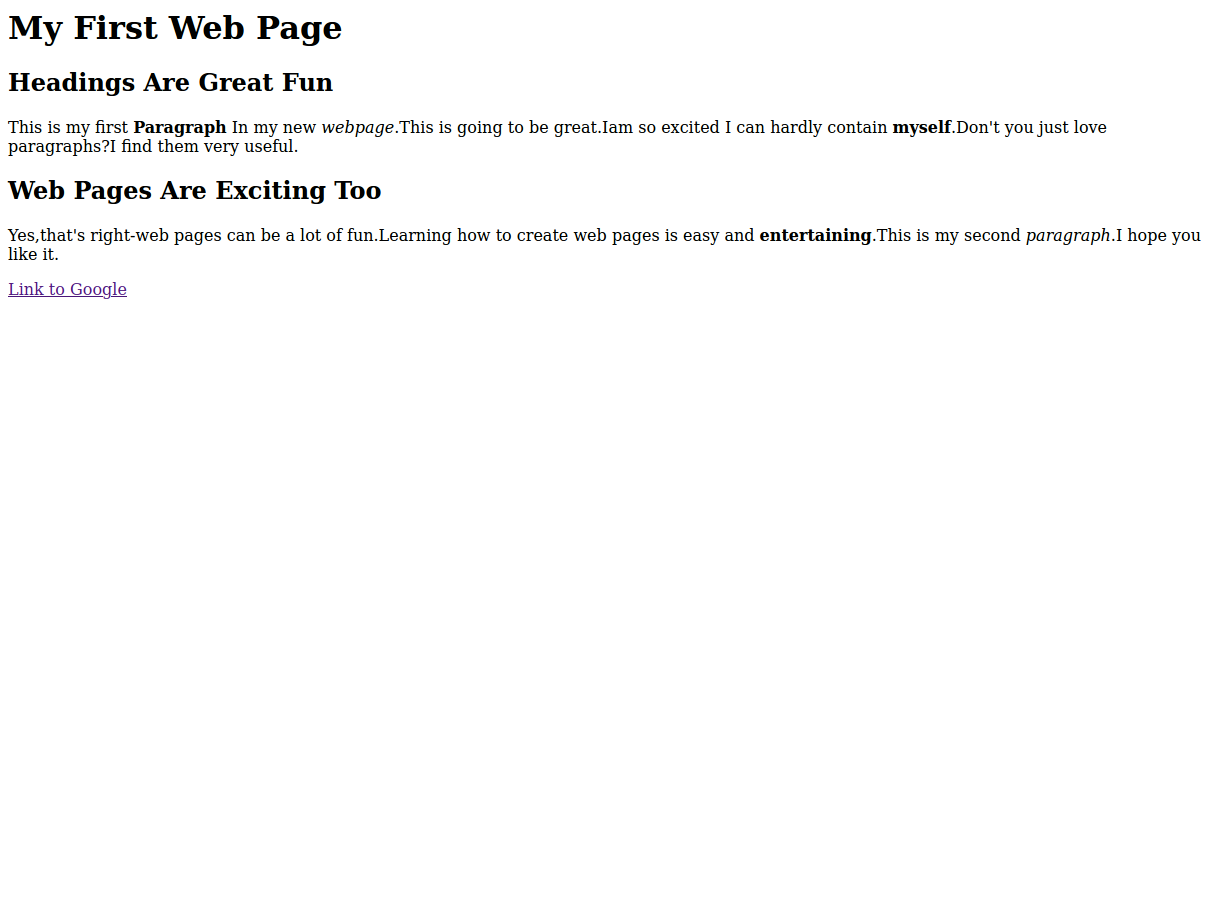 My First Web Page
Headings Are Great Fun
This is my first Paragraph In my new webpage.This is going to be great.Iam so excited I can hardly contain myself.Don't you just love
paragraphs?I find them very useful.
Web Pages Are Exciting Too
Yes,that's right-web pages can be a lot of fun.Learning how to create web pages is easy and entertaining.This is my second paragraph.I hope you
like it.
Link to Google